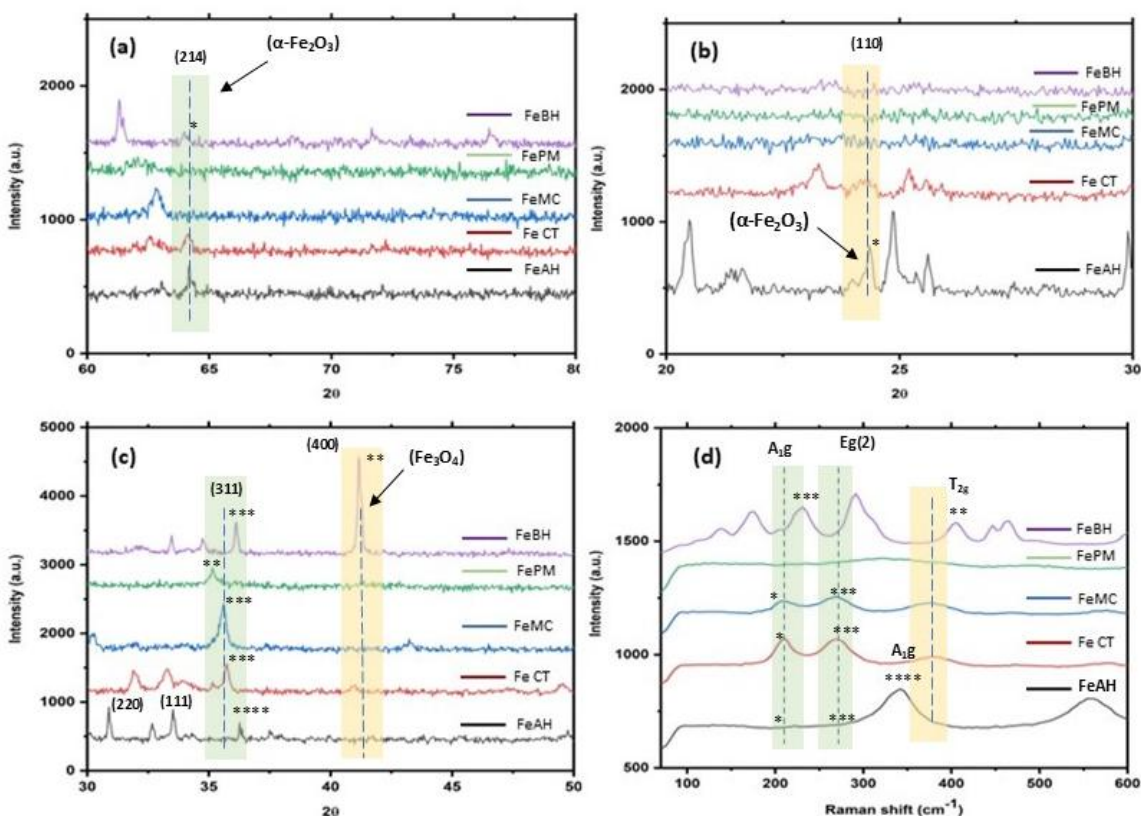 (a)
(214)
(α-Fe₂O₃)
*
FeBH
FePM
FeMC
Fe CT
FeAH
2000
1000
0
Intensity (a.u.)
60 65 70 75 80
2θ
(b)
(110)
(α-Fe₂O₃)
*
FeBH
FePM
FeMC
Fe CT
FeAH
2000
1000
0
Intensity (a.u.)
20 25 30
2θ
(c)
(400)
**
(Fe₃O₄)
(311)
***
**
***
***
(220) (111)
****
FeBH
FePM
FeMC
Fe CT
FeAH
5000
4000
3000
2000
1000
0
Intensity (a.u.)
30 35 40 45 50
2θ
(d)
A₁g
Eg(2)
T₂g
***
**
* ***
* ***
A₁g
****
* ***
FeBH
FePM
FeMC
Fe CT
FeAH
2000
1500
1000
500
Intensity (a.u.)
100 200 300 400 500 600
Raman shift (cm⁻¹)